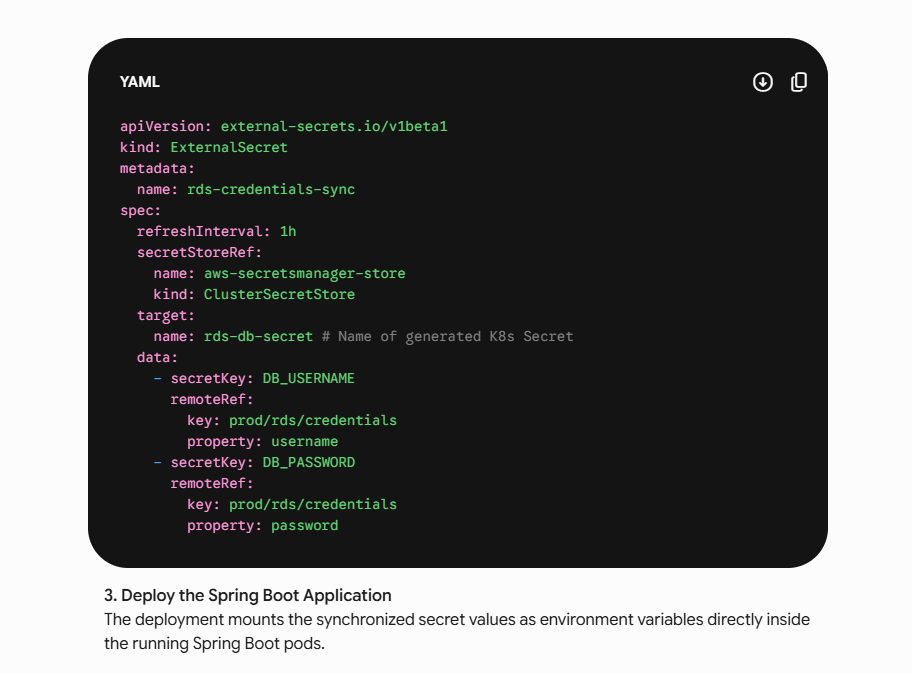 YAML
apiVersion: external-secrets.io/v1beta1
kind: ExternalSecret
metadata:
  name: rds-credentials-sync
spec:
  refreshInterval: 1h
  secretStoreRef:
    name: aws-secretsmanager-store
    kind: ClusterSecretStore
  target:
    name: rds-db-secret # Name of generated K8s Secret
  data:
    - secretKey: DB_USERNAME
      remoteRef:
        key: prod/rds/credentials
        property: username
    - secretKey: DB_PASSWORD
      remoteRef:
        key: prod/rds/credentials
        property: password
3. Deploy the Spring Boot Application
The deployment mounts the synchronized secret values as environment variables directly inside
the running Spring Boot pods.